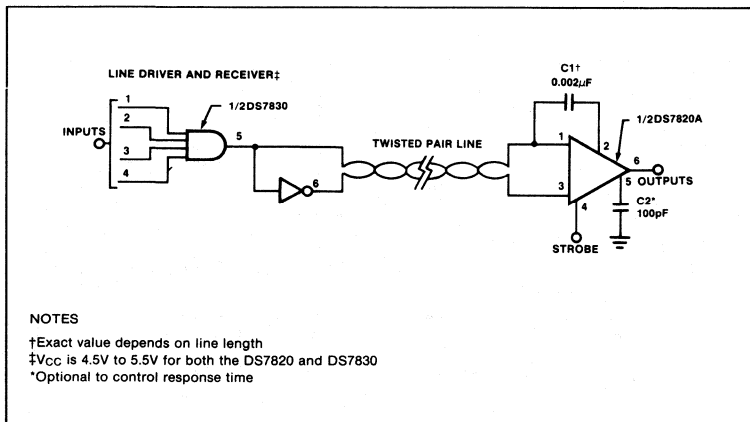 LINE DRIVER AND RECEIVER‡
1/2DS7830
INPUTS
1
2
3
4
5
6
TWISTED PAIR LINE
C1†
0.002µF
1/2DS7820A
1
2
3
4
5
6
OUTPUTS
C2*
100pF
STROBE
NOTES
†Exact value depends on line length
‡VCC is 4.5V to 5.5V for both the DS7820 and DS7830
*Optional to control response time